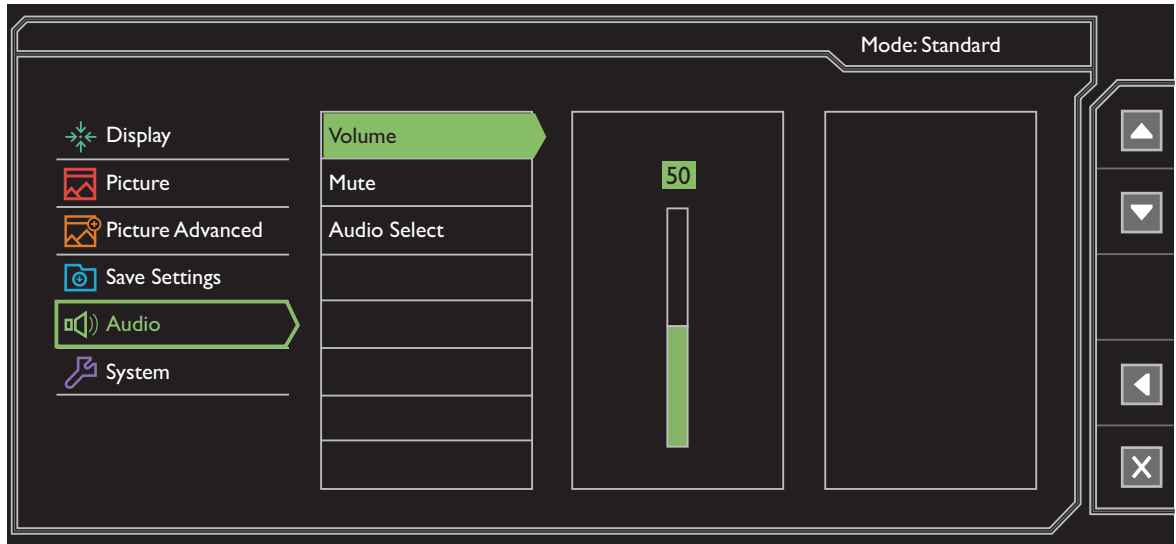 Mode: Standard
Display
Picture
Picture Advanced
Save Settings
Audio
System
Volume
Mute
Audio Select
50